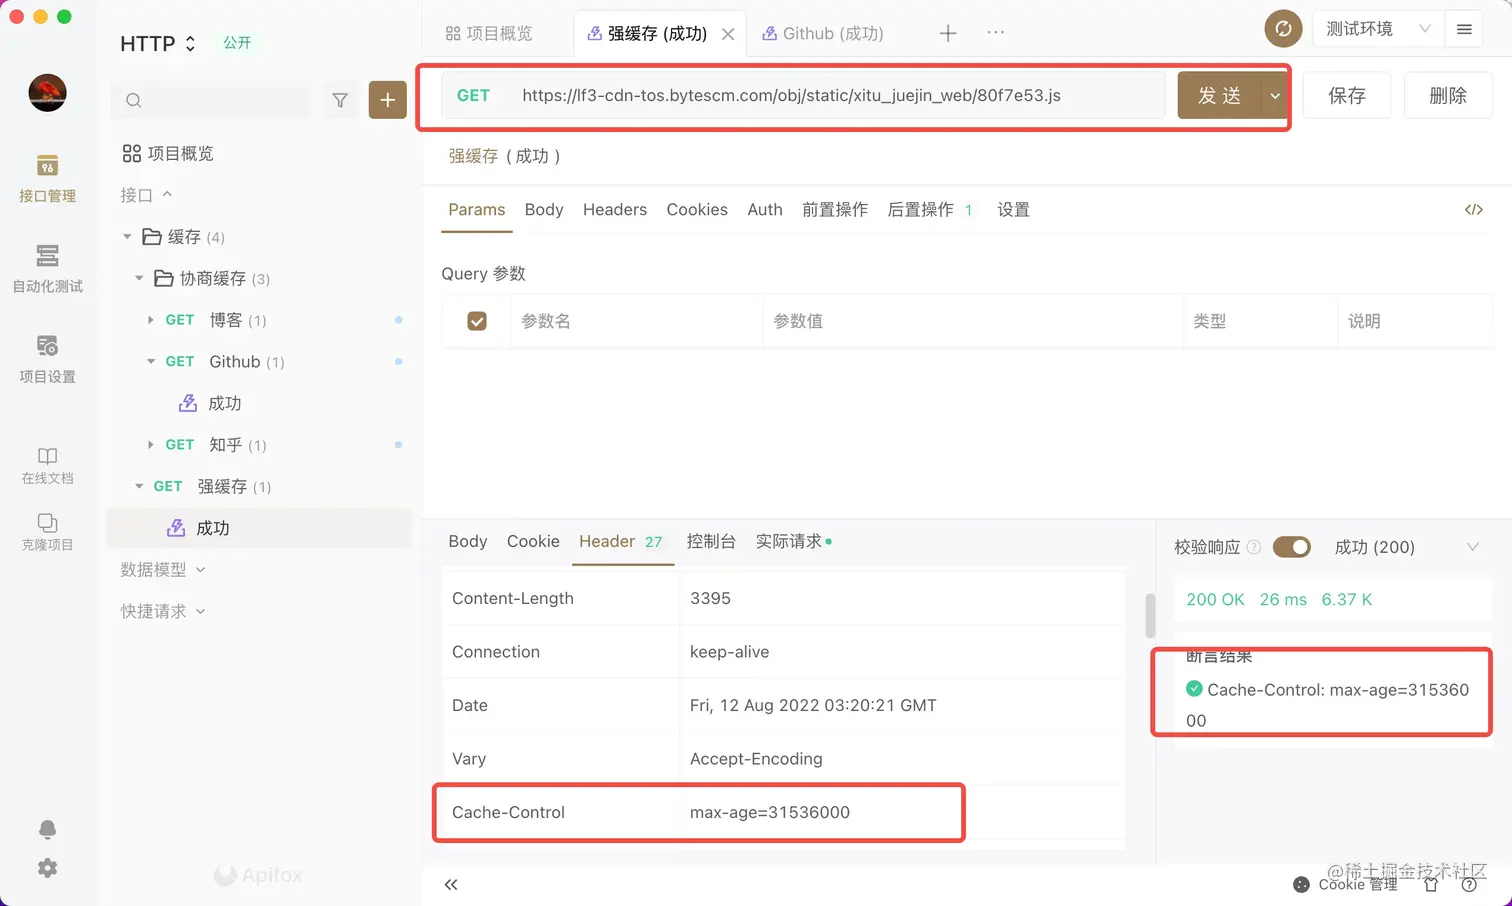 HTTP 公开
项目概览
强缓存 (成功)
Github (成功)
测试环境
GET https://lf3-cdn-tos.bytescm.com/obj/static/xitu_juejin_web/80f7e53.js
发 送
保存
删除
强缓存 ( 成功 )
接口管理
自动化测试
项目设置
在线文档
克隆项目
项目概览
接口
缓存 (4)
协商缓存 (3)
GET 博客 (1)
GET Github (1)
成功
GET 知乎 (1)
GET 强缓存 (1)
成功
数据模型
快捷请求
Apifox
Params Body Headers Cookies Auth 前置操作 后置操作 1 设置
Query 参数
参数名 参数值 类型 说明
Body Cookie Header 27 控制台 实际请求
Content-Length 3395
Connection keep-alive
Date Fri, 12 Aug 2022 03:20:21 GMT
Vary Accept-Encoding
Cache-Control max-age=31536000
校验响应 成功 (200)
200 OK 26 ms 6.37 K
断言结果
Cache-Control: max-age=315360
00
@稀土掘金技术社区
Cookie 管理